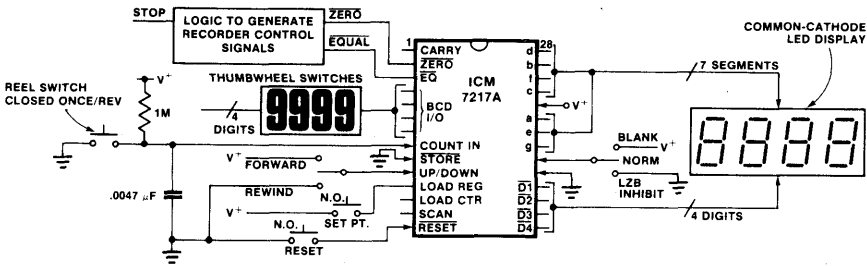 STOP
LOGIC TO GENERATE
RECORDER CONTROL
SIGNALS
ZERO
EQUAL
THUMBWHEEL SWITCHES
9999
4
DIGITS
REEL SWITCH
CLOSED ONCE/REV
V+
1M
.0047 µF
V+
FORWARD
REWIND
V+
N.O.
SET PT.
N.O.
RESET
1
28
CARRY
ZERO
EQ
BCD
I/O
COUNT IN
STORE
UP/DOWN
LOAD REG
LOAD CTR
SCAN
RESET
ICM
7217A
d
b
f
c
V+
a
e
g
D1
D2
D3
D4
BLANK
V+
NORM
LZB
INHIBIT
7 SEGMENTS
4 DIGITS
COMMON-CATHODE
LED DISPLAY
8888